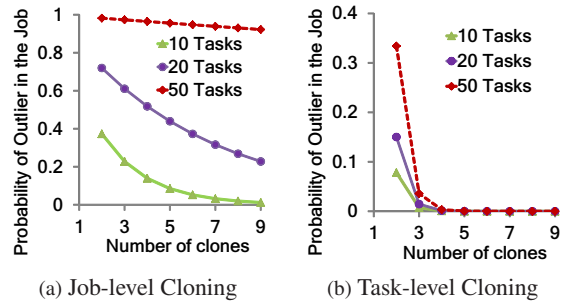 Probability of Outlier in the Job
1
0.8
0.6
0.4
0.2
0
10 Tasks
20 Tasks
50 Tasks
1 3 5 7 9
Number of clones
(a) Job-level Cloning
Probability of Outlier in the Job
0.4
0.3
0.2
0.1
0
10 Tasks
20 Tasks
50 Tasks
1 3 5 7 9
Number of clones
(b) Task-level Cloning